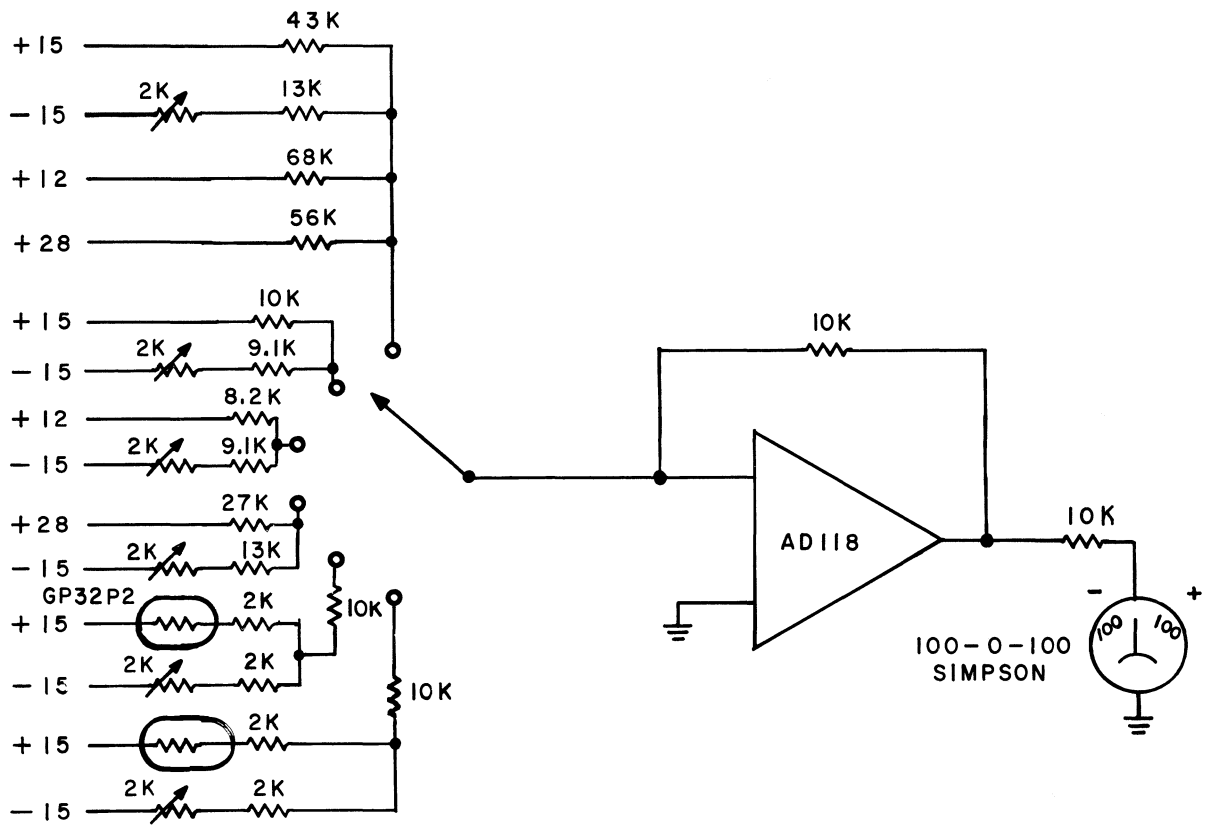 43K
+15
2K 13K
-15
68K
+12
56K
+28
10K
+15
2K 9.1K
-15
8.2K
+12
2K 9.1K
-15
27K
+28
2K 13K
-15
GP32P2
2K
+15
10K
2K 2K
-15
10K
2K
+15
2K 2K
-15
10K
AD118
10K
- +
100 100
100-0-100
SIMPSON